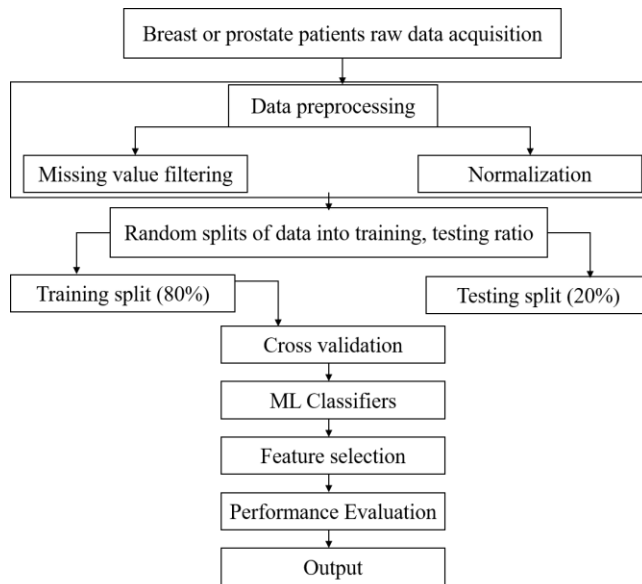 Breast or prostate patients raw data acquisition
Data preprocessing
Missing value filtering
Normalization
Random splits of data into training, testing ratio
Training split (80%)
Testing split (20%)
Cross validation
ML Classifiers
Feature selection
Performance Evaluation
Output